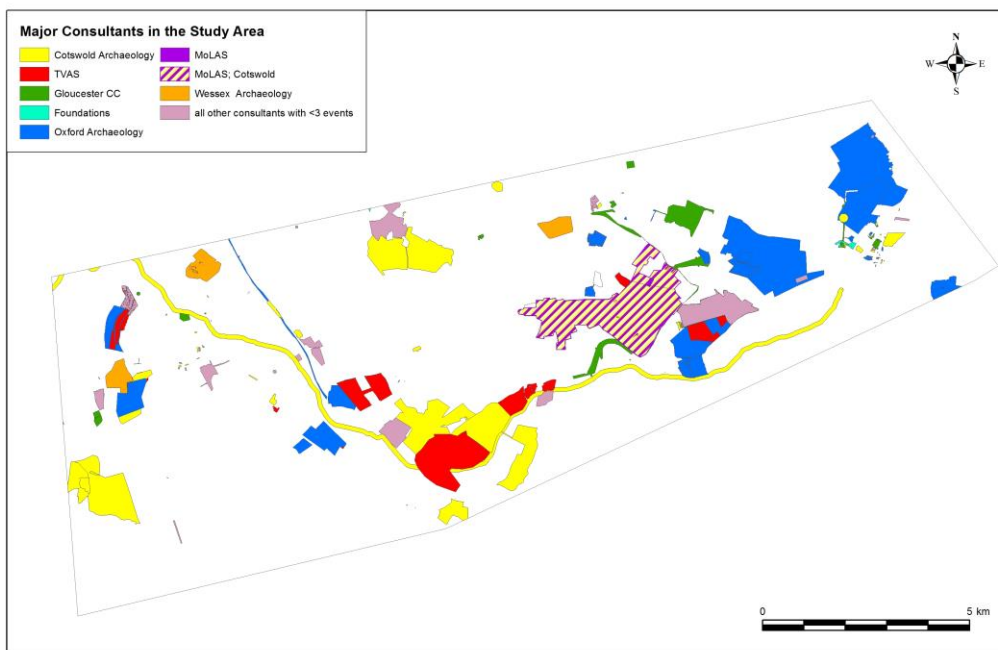 Major Consultants in the Study Area
Cotswold Archaeology
TVAS
Gloucester CC
Foundations
Oxford Archaeology
MoLAS
MoLAS; Cotswold
Wessex Archaeology
all other consultants with <3 events
N
W E
S
0 5 km